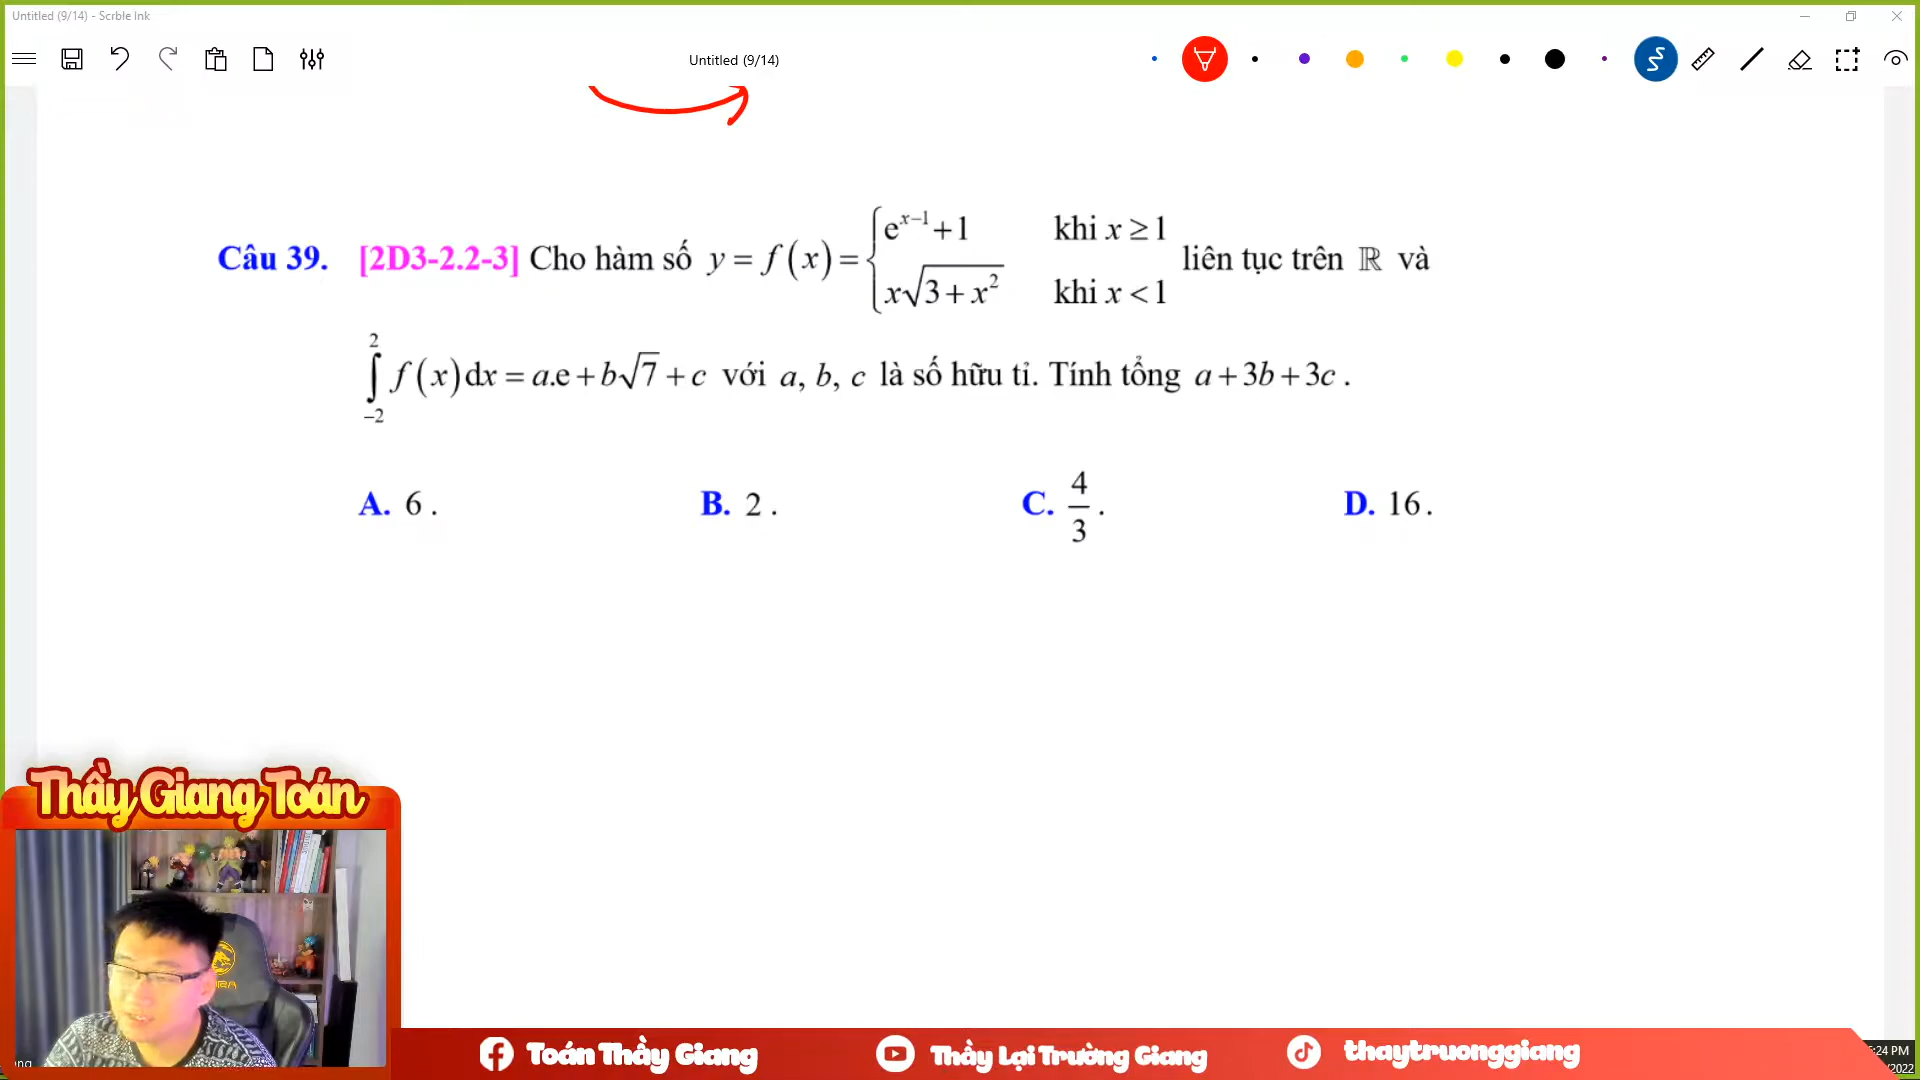 Untitled (9/14) - Scrble Ink
Untitled (9/14)
Câu 39. [2D3-2.2-3] Cho hàm số y = f(x) = { e^{x-1} + 1 khi x ≥ 1
x√(3 + x²) khi x < 1 liên tục trên ℝ và
∫_{-2}^{2} f(x)dx = a.e + b√7 + c với a, b, c là số hữu tỉ. Tính tổng a + 3b + 3c .
A. 6 . B. 2 . C. 4/3 . D. 16 .
Thầy Giang Toán
Toán Thầy Giang
Thầy Lại Trường Giang
thaytruonggiang
:24 PM
/2022